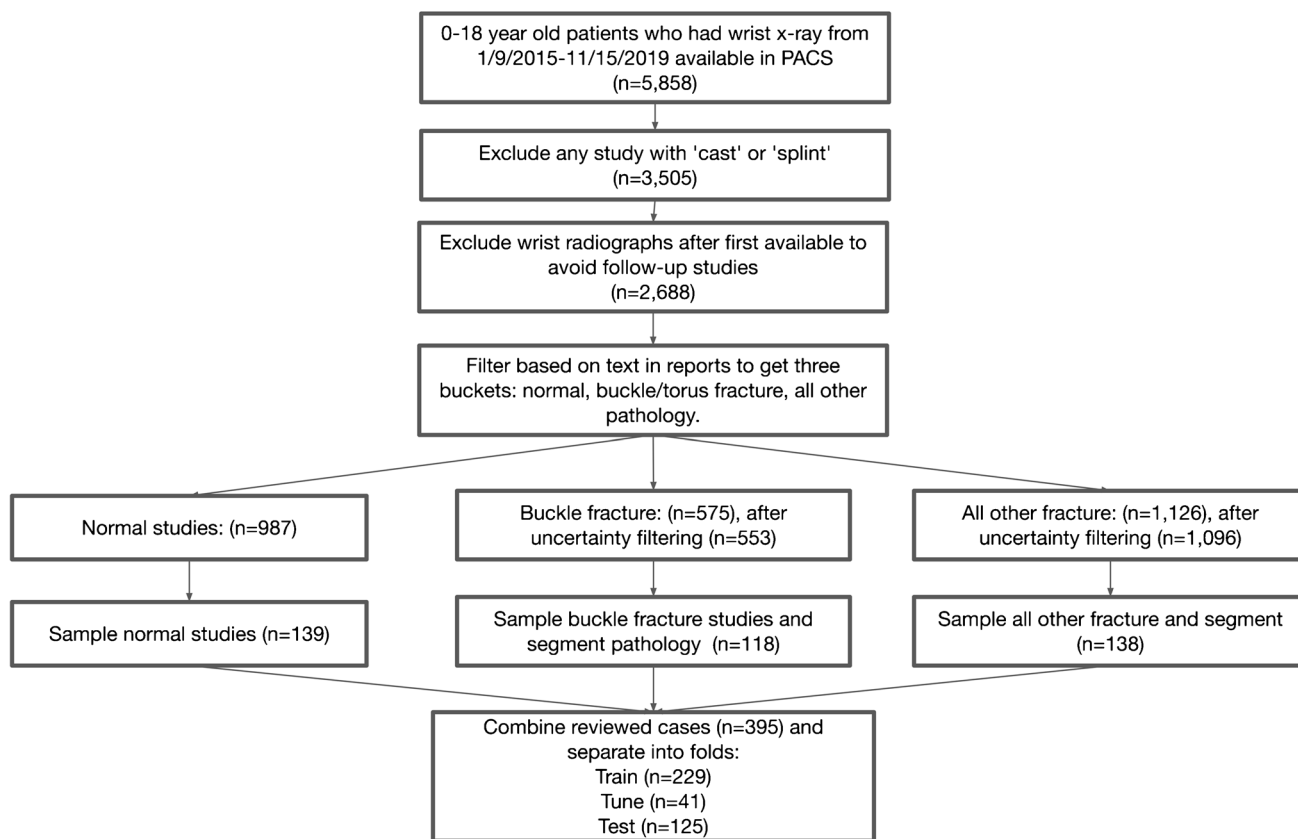 0-18 year old patients who had wrist x-ray from
1/9/2015-11/15/2019 available in PACS
(n=5,858)
Exclude any study with 'cast' or 'splint'
(n=3,505)
Exclude wrist radiographs after first available to
avoid follow-up studies
(n=2,688)
Filter based on text in reports to get three
buckets: normal, buckle/torus fracture, all other
pathology.
Normal studies: (n=987)
Buckle fracture: (n=575), after
uncertainty filtering (n=553)
All other fracture: (n=1,126), after
uncertainty filtering (n=1,096)
Sample normal studies (n=139)
Sample buckle fracture studies and
segment pathology (n=118)
Sample all other fracture and segment
(n=138)
Combine reviewed cases (n=395) and
separate into folds:
Train (n=229)
Tune (n=41)
Test (n=125)